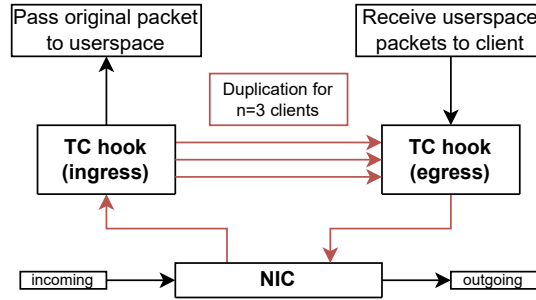 Pass original packet
to userspace
Receive userspace
packets to client
Duplication for
n=3 clients
TC hook
(ingress)
TC hook
(egress)
incoming
NIC
outgoing